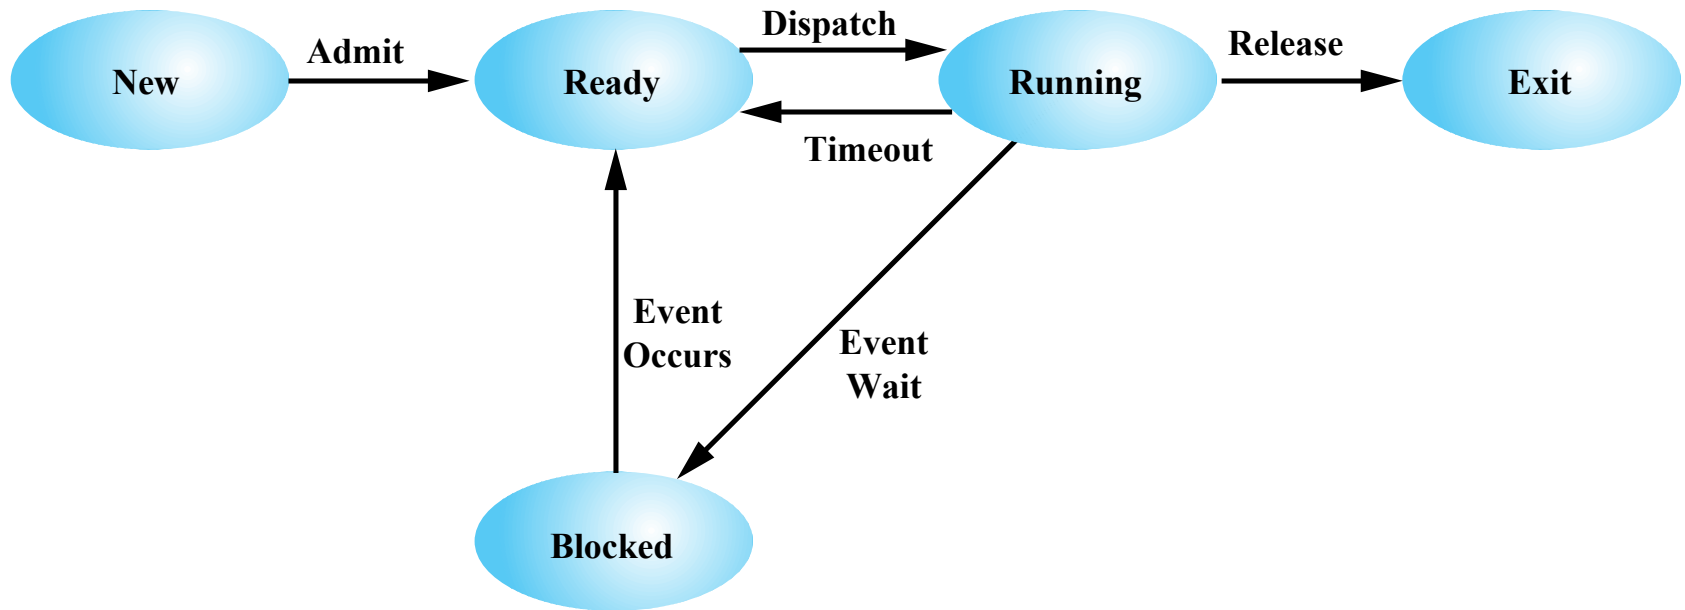 Dispatch
Admit
Release
New
Ready
Running
Exit
Timeout
Event
Occurs
Event
Wait
Blocked